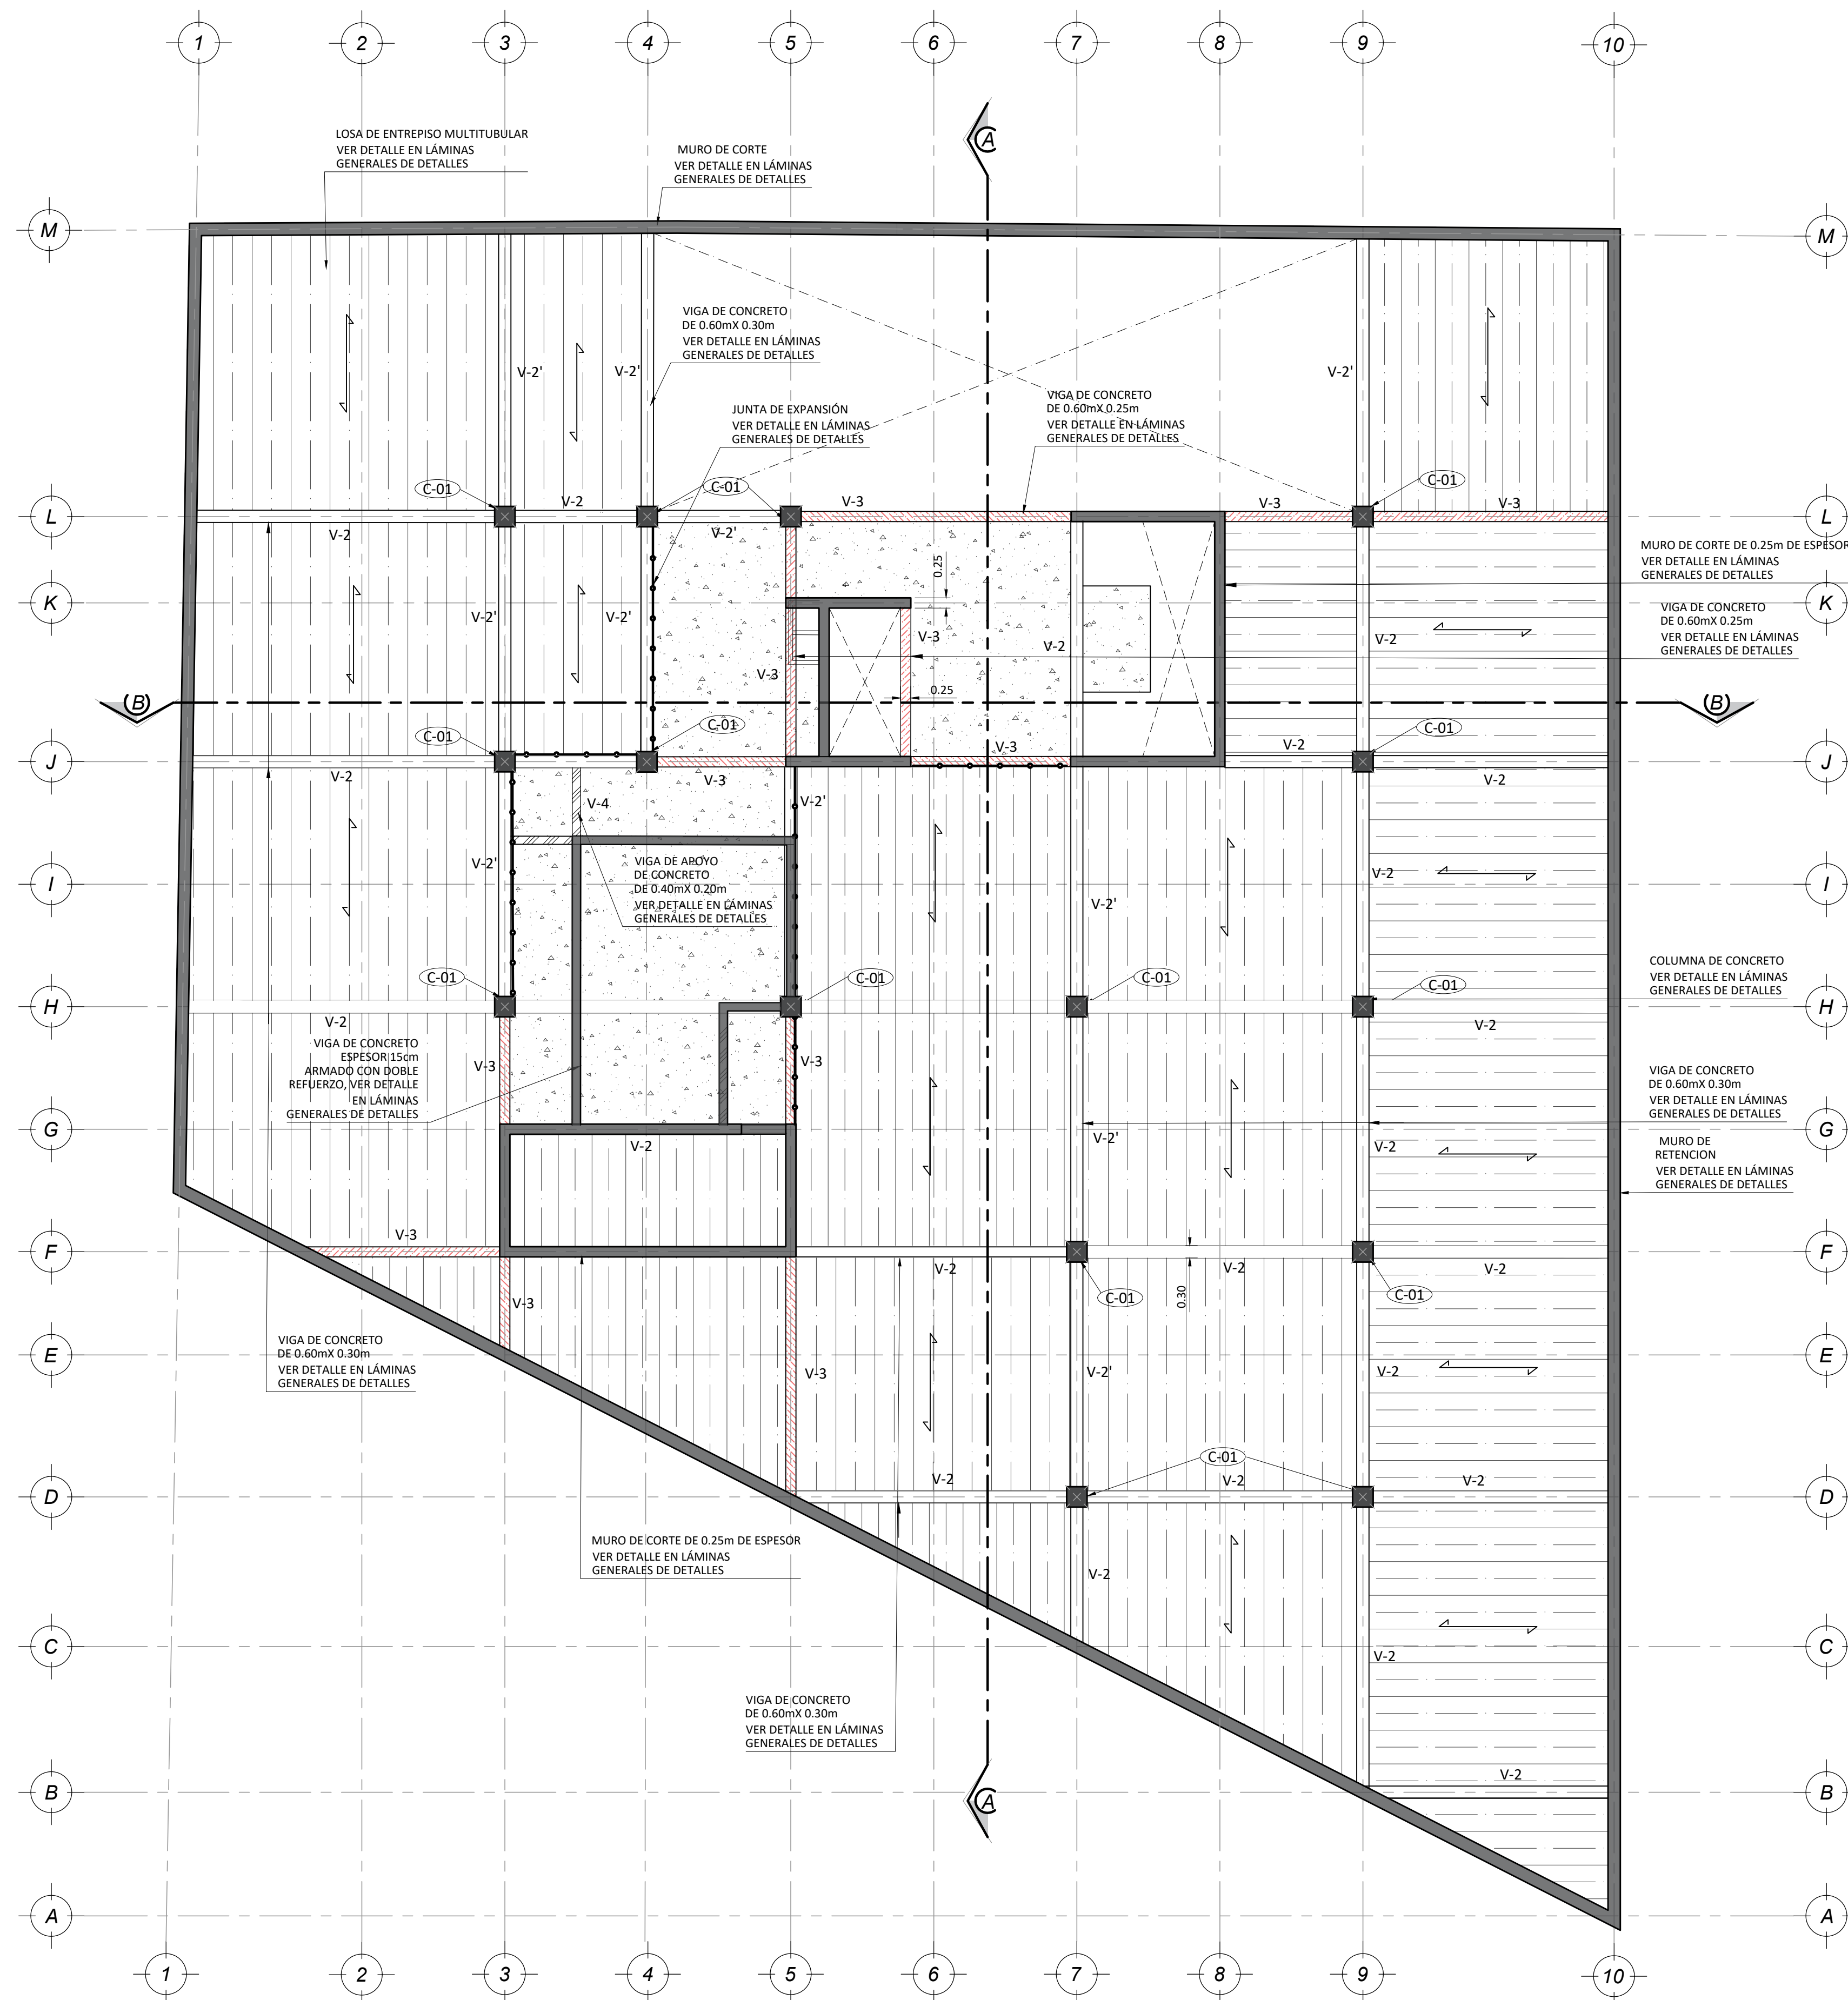 1 2 3 4 5 6 7 8 9 10
LOSA DE ENTREPISO MULTITUBULAR
VER DETALLE EN LÁMINAS
GENERALES DE DETALLES
MURO DE CORTE
VER DETALLE EN LÁMINAS
GENERALES DE DETALLES
A
M
M
VIGA DE CONCRETO
DE 0.60mX 0.30m
VER DETALLE EN LÁMINAS
GENERALES DE DETALLES
V-2'
V-2'
V-2'
JUNTA DE EXPANSIÓN
VER DETALLE EN LÁMINAS
GENERALES DE DETALLES
VIGA DE CONCRETO
DE 0.60mX 0.25m
VER DETALLE EN LÁMINAS
GENERALES DE DETALLES
C-01
C-01
C-01
V-2
V-3
V-3
V-3
L
L
V-2
V-2'
MURO DE CORTE DE 0.25m DE ESPESOR
VER DETALLE EN LÁMINAS
GENERALES DE DETALLES
0.25
K
K
V-2'
V-2'
V-3
V-2
V-2
VIGA DE CONCRETO
DE 0.60mX 0.25m
VER DETALLE EN LÁMINAS
GENERALES DE DETALLES
V-3
0.25
B
B
C-01
C-01
C-01
V-3
V-2
J
J
V-2
V-3
V-2
V-4
V-2'
V-2'
VIGA DE APOYO
DE CONCRETO
DE 0.40mX 0.20m
VER DETALLE EN LÁMINAS
GENERALES DE DETALLES
V-2
I
I
V-2'
C-01
C-01
C-01
C-01
COLUMNA DE CONCRETO
VER DETALLE EN LÁMINAS
GENERALES DE DETALLES
H
H
V-2
V-2
VIGA DE CONCRETO
ESPESOR 15cm
ARMADO CON DOBLE
REFUERZO, VER DETALLE
EN LÁMINAS
GENERALES DE DETALLES
V-3
V-3
VIGA DE CONCRETO
DE 0.60mX 0.30m
VER DETALLE EN LÁMINAS
GENERALES DE DETALLES
G
G
V-2
V-2'
V-2
MURO DE
RETENCION
VER DETALLE EN LÁMINAS
GENERALES DE DETALLES
V-3
F
F
V-2
V-2
V-2
V-3
C-01
0.30
C-01
VIGA DE CONCRETO
DE 0.60mX 0.30m
VER DETALLE EN LÁMINAS
GENERALES DE DETALLES
E
E
V-3
V-2'
V-2
C-01
V-2
V-2
V-2
D
D
MURO DE CORTE DE 0.25m DE ESPESOR
VER DETALLE EN LÁMINAS
GENERALES DE DETALLES
V-2
C
C
V-2
VIGA DE CONCRETO
DE 0.60mX 0.30m
VER DETALLE EN LÁMINAS
GENERALES DE DETALLES
V-2
B
B
A
A
A
1 2 3 4 5 6 7 8 9 10